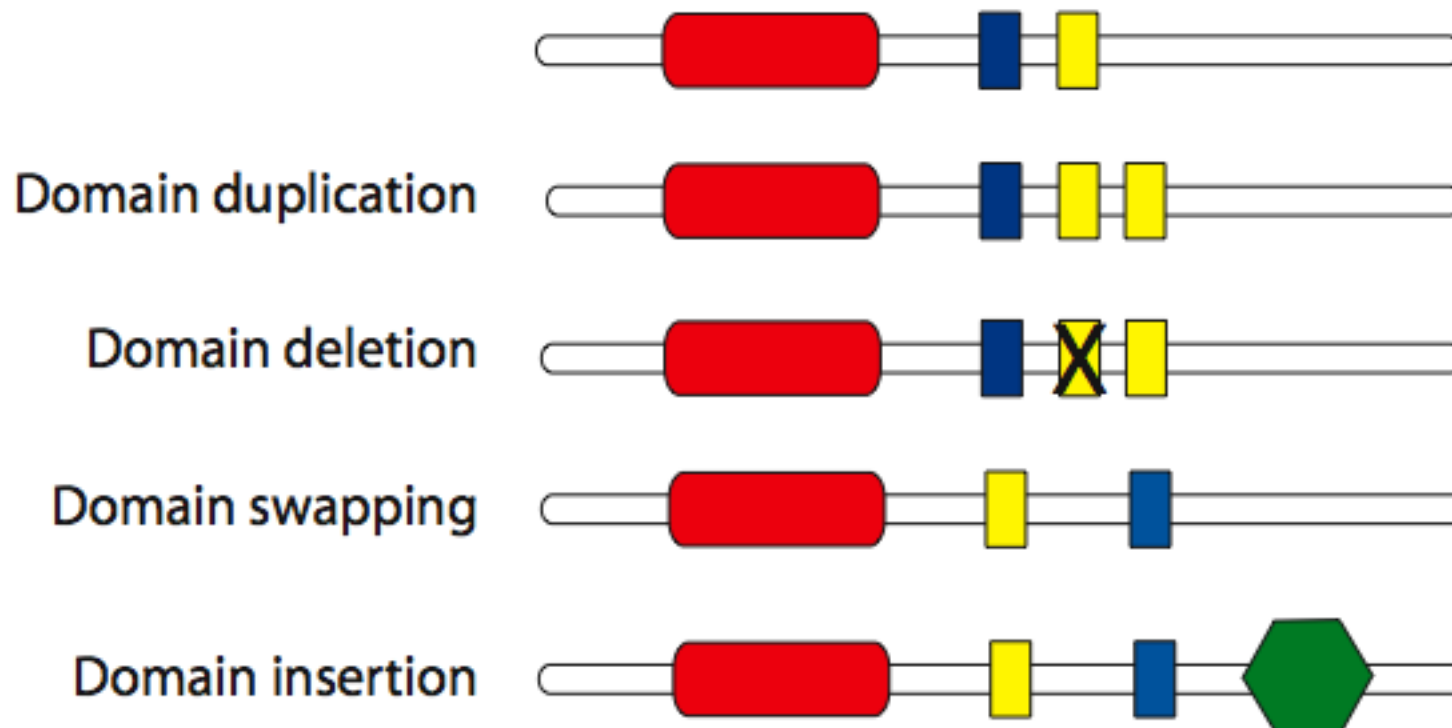 Domain duplication
Domain deletion
X
Domain swapping
Domain insertion